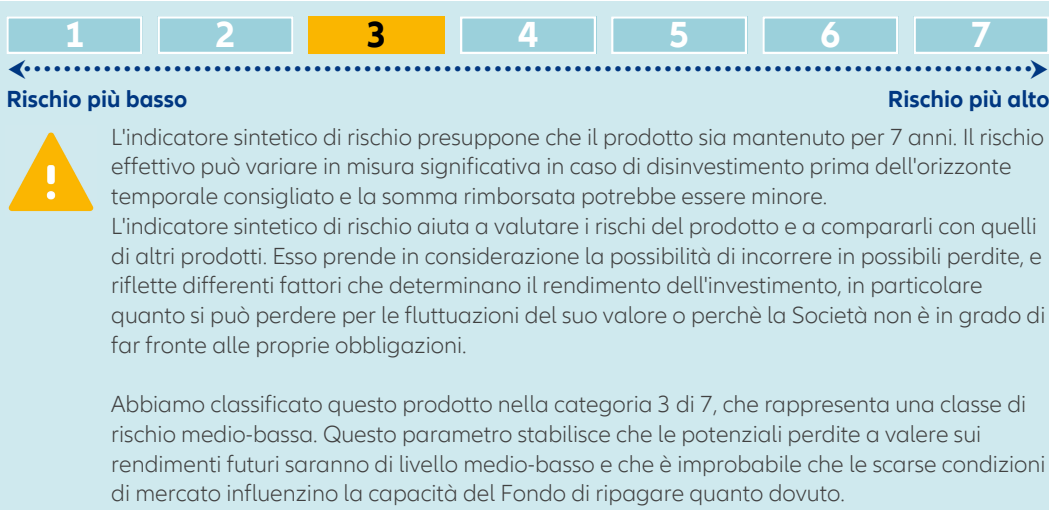 1 2 3 4 5 6 7
Rischio più basso Rischio più alto
L'indicatore sintetico di rischio presuppone che il prodotto sia mantenuto per 7 anni. Il rischio
effettivo può variare in misura significativa in caso di disinvestimento prima dell'orizzonte
temporale consigliato e la somma rimborsata potrebbe essere minore.
L'indicatore sintetico di rischio aiuta a valutare i rischi del prodotto e a compararli con quelli
di altri prodotti. Esso prende in considerazione la possibilità di incorrere in possibili perdite, e
riflette differenti fattori che determinano il rendimento dell'investimento, in particolare
quanto si può perdere per le fluttuazioni del suo valore o perchè la Società non è in grado di
far fronte alle proprie obbligazioni.
Abbiamo classificato questo prodotto nella categoria 3 di 7, che rappresenta una classe di
rischio medio-bassa. Questo parametro stabilisce che le potenziali perdite a valere sui
rendimenti futuri saranno di livello medio-basso e che è improbabile che le scarse condizioni
di mercato influenzino la capacità del Fondo di ripagare quanto dovuto.